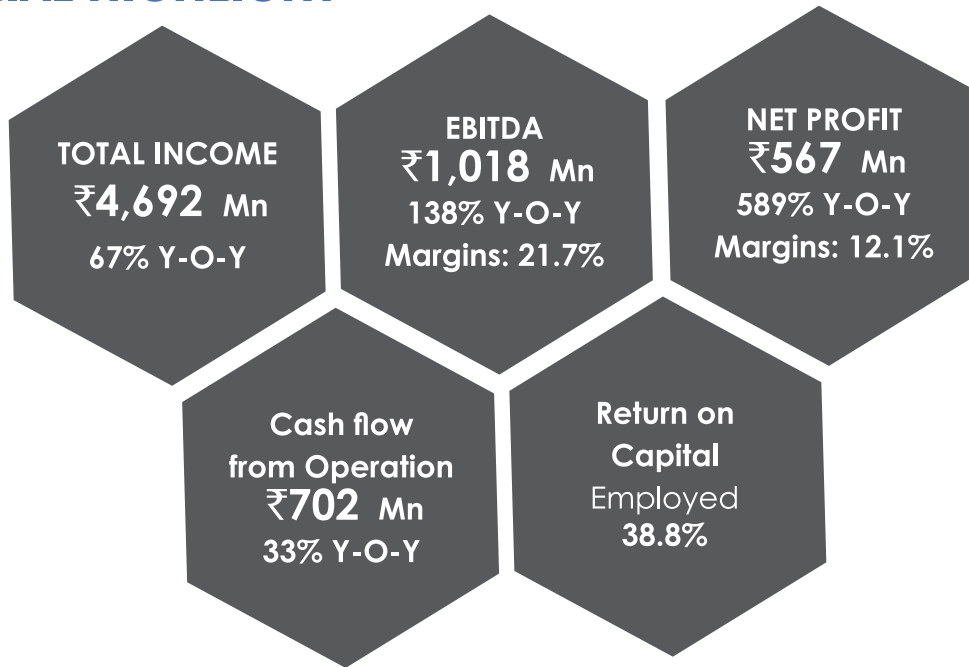 TOTAL INCOME
₹4,692 Mn
67% Y-O-Y
EBITDA
₹1,018 Mn
138% Y-O-Y
Margins: 21.7%
NET PROFIT
₹567 Mn
589% Y-O-Y
Margins: 12.1%
Cash flow
from Operation
₹702 Mn
33% Y-O-Y
Return on
Capital
Employed
38.8%